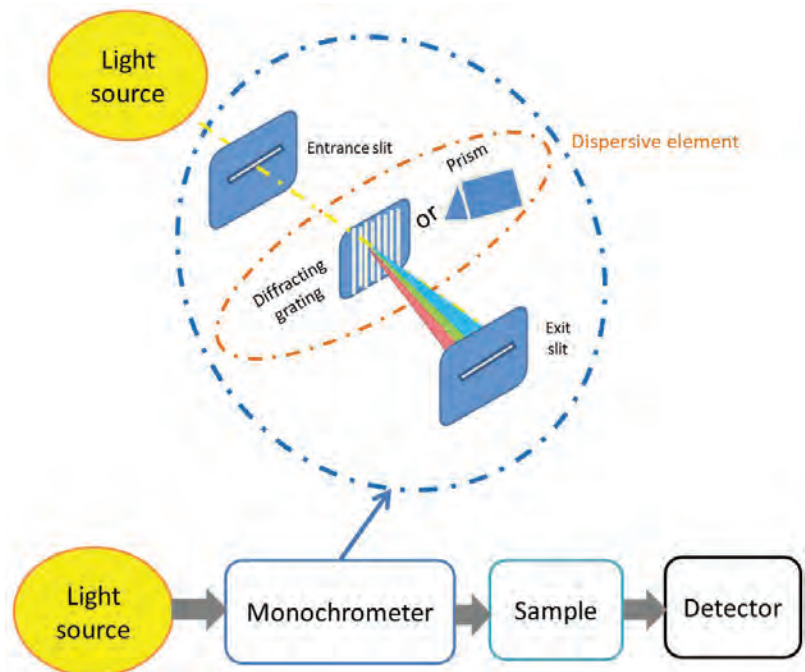 Light
source
Entrance slit
Prism
Dispersive element
or
Diffracting
grating
Exit
slit
Light
source
Monochrometer
Sample
Detector